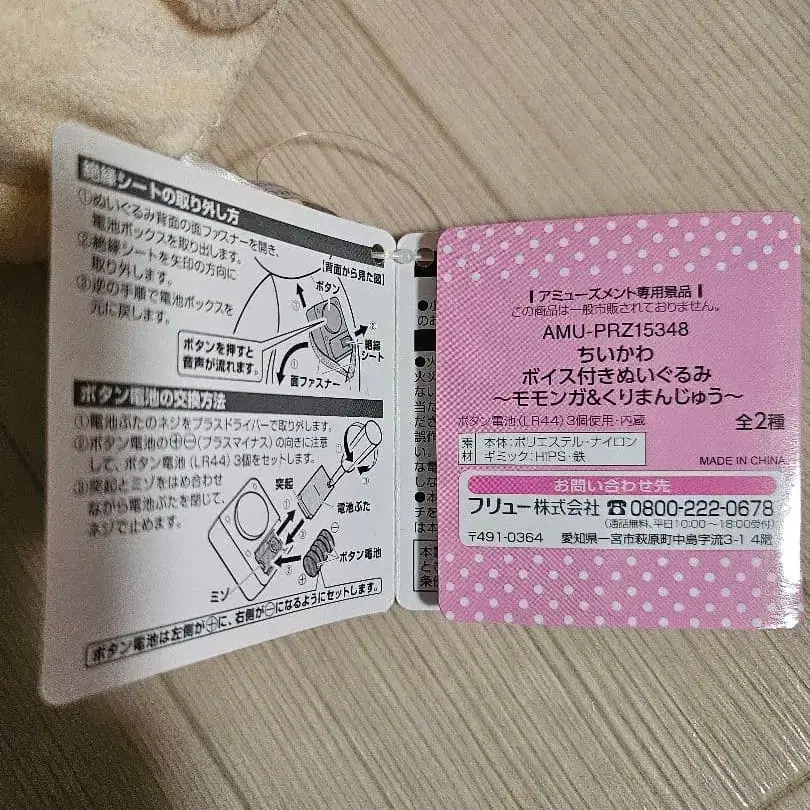 絶縁シートの取り外し方
①ぬいぐるみ背面の面ファスナーを開き、
電池ボックスを取り出します。
②絶縁シートを矢印の方向に
取り外します。
③逆の手順で電池ボックスを
元に戻します。
【背面から見た図】
ボタン
①
②
絶縁
シート
ボタンを押すと
音声が流れます。
面ファスナー
ボタン電池の交換方法
①電池ぶたのネジをプラスドライバーで取り外します。
②ボタン電池の⊕⊖(プラスマイナス)の向きに注意
して、ボタン電池(LR44)3個をセットします。
③突起とミゾをはめ合わせ
ながら電池ぶたを閉じて、
ネジで止めます。
突起
電池ぶた
⊖
ボタン電池
⊕
ミゾ
ボタン電池は左側が⊕に、右側が⊖になるようにセットします。
アミューズメント専用景品
この商品は一般市販されておりません。
AMU-PRZ15348
ちいかわ
ボイス付きぬいぐるみ
～モモンガ&くりまんじゅう～
ボタン電池(LR44)3個使用・内蔵
全2種
素材
本体:ポリエステル・ナイロン
ギミック:HIPS・鉄
MADE IN CHINA
お問い合わせ先
フリュー株式会社 ☎0800-222-0678
(通話無料、平日10:00～18:00受付)
〒491-0364 愛知県一宮市萩原町中島字流3-1 4階